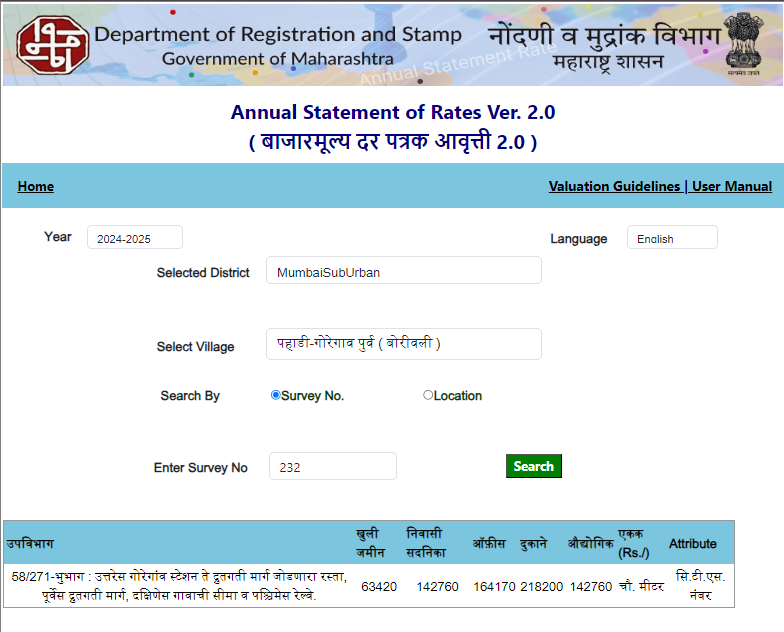 Department of Registration and Stamp
Government of Maharashtra
नोंदणी व मुद्रांक विभाग
महाराष्ट्र शासन
Annual Statement Rate
सत्यमेव जयते
Annual Statement of Rates Ver. 2.0
( बाजारमूल्य दर पत्रक आवृत्ती 2.0 )
Home
Valuation Guidelines | User Manual
Year 2024-2025
Language English
Selected District MumbaiSubUrban
Select Village पहाडी-गोरेगाव पुर्व ( बोरीवली )
Search By Survey No. Location
Enter Survey No 232 Search
उपविभाग खुली जमीन निवासी सदनिका ऑफ़ीस दुकाने औद्योगिक एकक (Rs./) Attribute
58/271-भुभाग : उत्तरेस गोरेगांव स्टेशन ते द्रुतगती मार्ग जोडणारा रस्ता,
पूर्वेस द्रुतगती मार्ग, दक्षिणेस गावाची सीमा व पश्चिमेस रेल्वे.
63420 142760 164170 218200 142760 चौ. मीटर सि.टी.एस. नंबर